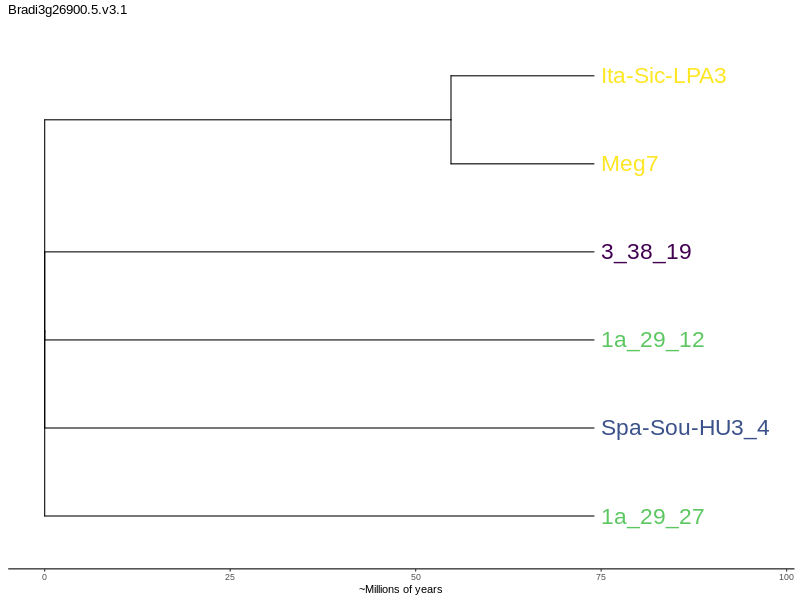 Bradi3g26900.5.v3.1
Ita-Sic-LPA3
Meg7
3_38_19
1a_29_12
Spa-Sou-HU3_4
1a_29_27
0 25 50 75 100
~Millions of years